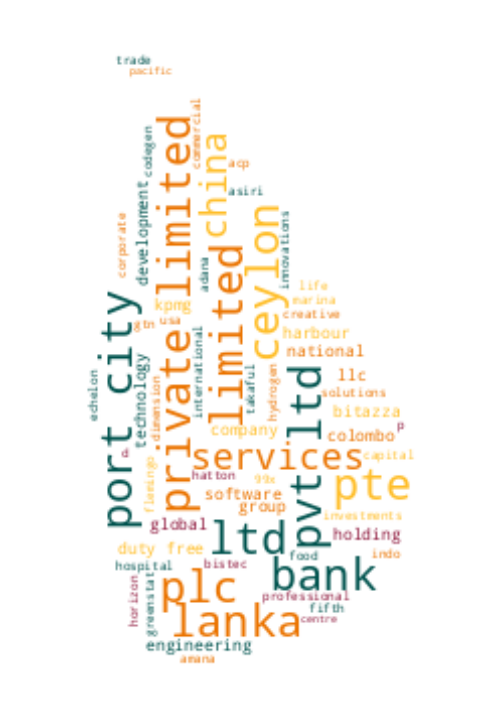 trade
pacific
commercial
private limited
codegen
china
acp
development
asiri
ceylon
innovations
corporate
limited
adana
life
marina
port city
kpmg
gtn
usa
creative
international
harbour
national
technology
echelon
takaful
hydrogen
pvt ltd
llc
.dimension
solutions
bitazza
company
colombo
p
d
services
capital
flemingo
hatton
99x
pte
software
group
investments
global
ltd
holding
duty free
food
indo
hospital
bistec
bank
horizon
greenstat
plc
professional
fifth
lanka
centre
engineering
amana